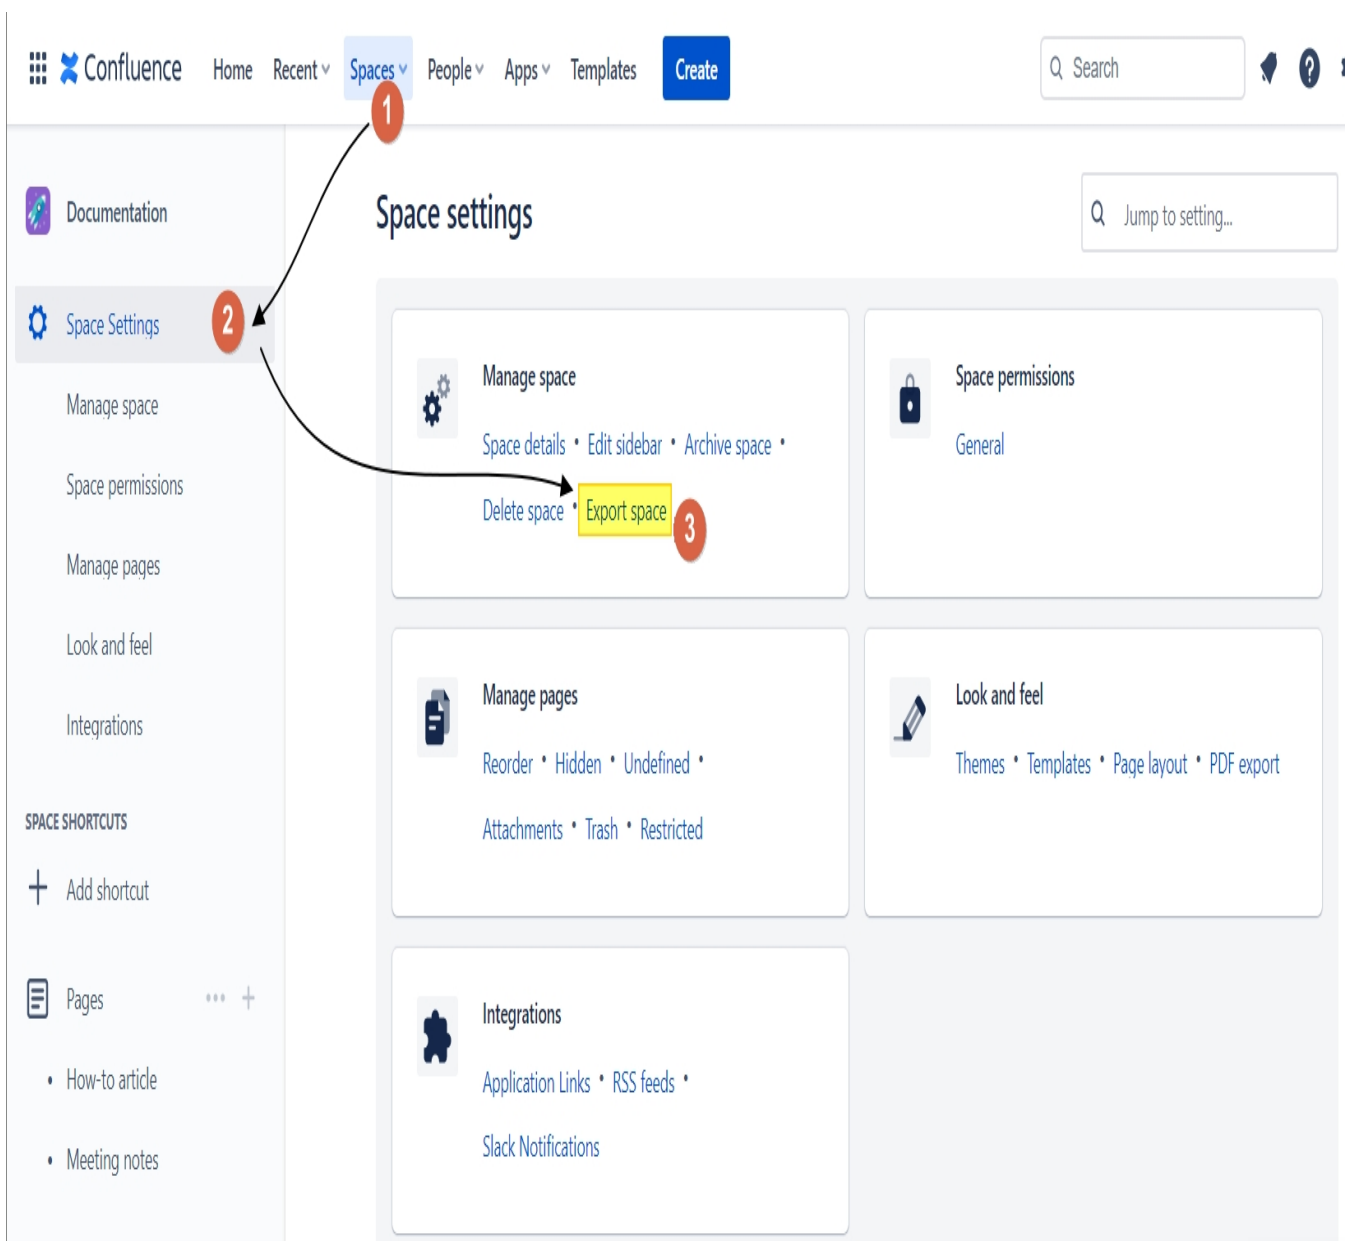 Confluence Home Recent Spaces People Apps Templates Create Search ?
1
Documentation
Space settings
Jump to setting...
Space Settings 2
Manage space
Space permissions
Manage pages
Look and feel
Integrations
SPACE SHORTCUTS
Add shortcut
Pages
• How-to article
• Meeting notes
Manage space
Space details • Edit sidebar • Archive space •
Delete space • Export space 3
Space permissions
General
Manage pages
Reorder • Hidden • Undefined •
Attachments • Trash • Restricted
Look and feel
Themes • Templates • Page layout • PDF export
Integrations
Application Links • RSS feeds •
Slack Notifications